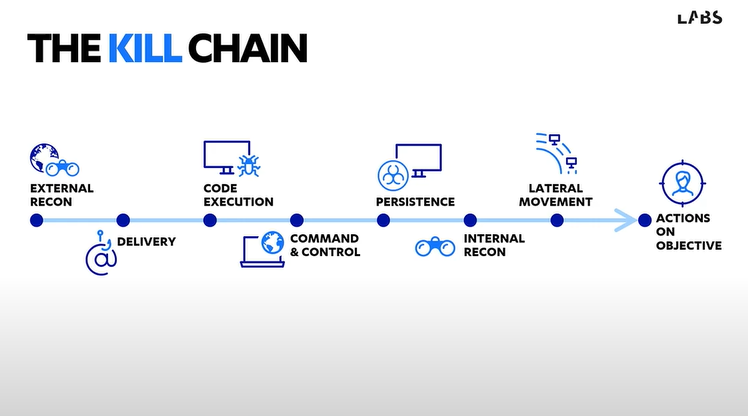 LABS
THE KILL CHAIN
EXTERNAL
RECON
DELIVERY
CODE
EXECUTION
COMMAND
& CONTROL
PERSISTENCE
INTERNAL
RECON
LATERAL
MOVEMENT
ACTIONS
ON
OBJECTIVE